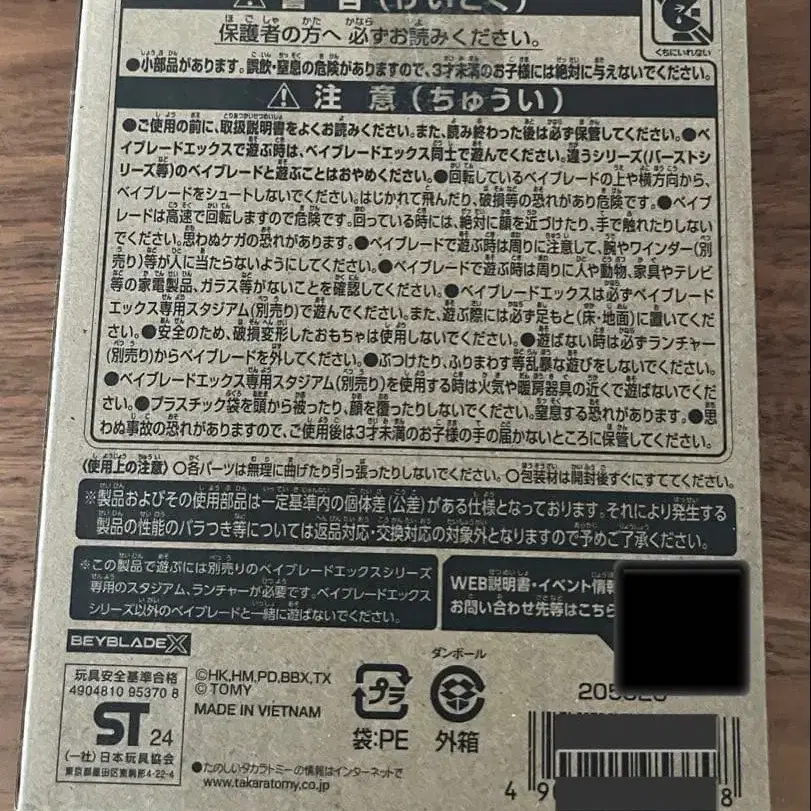 警告(けいこく)
保護者の方へ 必ずお読みください。
くちにいれない
●小部品があります。誤飲・窒息の危険がありますので、3才未満のお子様には絶対に与えないでください。
注意(ちゅうい)
●ご使用の前に、取扱説明書をよくお読みください。また、読み終わった後は必ず保管してください。●ベ
イブレードエックスで遊ぶ時は、ベイブレードエックス同士で遊んでください。違うシリーズ(バーストシ
リーズ等)のベイブレードと遊ぶことはおやめください。●回転しているベイブレードの上や横方向から、
ベイブレードをシュートしないでください。はじかれて飛んだり、破損等の恐れがあり危険です。●ベイブ
レードは高速で回転しますので危険です。回っている時には、絶対に顔を近づけたり、手で触れたりしない
でください。思わぬケガの恐れがあります。●ベイブレードで遊ぶ時は周りに注意して、腕やワインダー(別
売り)等が人に当たらないようにしてください。●ベイブレードで遊ぶ時は周りに人や動物、家具やテレビ
等の家電製品、ガラス等がないことを確認してください。●ベイブレードエックスは必ずベイブレード
エックス専用スタジアム(別売り)で遊んでください。また、遊ぶ際には必ず足もと(床・地面)に置いてくだ
さい。●安全のため、破損変形したおもちゃは使用しないでください。●遊ばない時は必ずランチャー
(別売り)からベイブレードを外してください。●ぶつけたり、ふりまわす等乱暴な遊びをしないでください。
●ベイブレードエックス専用スタジアム(別売り)を使用する時は火気や暖房器具の近くで遊ばないでくだ
さい。●プラスチック袋を頭から被ったり、顔を覆ったりしないでください。窒息する恐れがあります。●思
わぬ事故の恐れがありますので、ご使用後は3才未満のお子様の手の届かないところに保管してください。
〈使用上の注意〉○各パーツは無理に曲げたり引っ張ったりしないでください。○包装材は開封後すぐにすててください。
※製品およびその使用部品は一定基準内の個体差(公差)がある仕様となっております。それにより発生する
製品の性能のバラつき等については返品対応・交換対応の対象外となりますので予めご了承ください。
※この製品で遊ぶには別売りのベイブレードエックスシリーズ
専用のスタジアム、ランチャーが必要です。ベイブレードエックス
シリーズ以外のベイブレードと一緒に遊ばないでください。
WEB説明書・イベント情報
お問い合わせ先等はこちら
BEYBLADE X
玩具安全基準合格
4904810 95370 8
ST 24
(一社)日本玩具協会
東京都墨田区東駒形4-22-4
©HK,HM,PD,BBX,TX
© TOMY
MADE IN VIETNAM
●たのしいタカラトミーの情報はインターネットで
www.takaratomy.co.jp
プラ
袋:PE
ダンボール
外箱
4 9
8